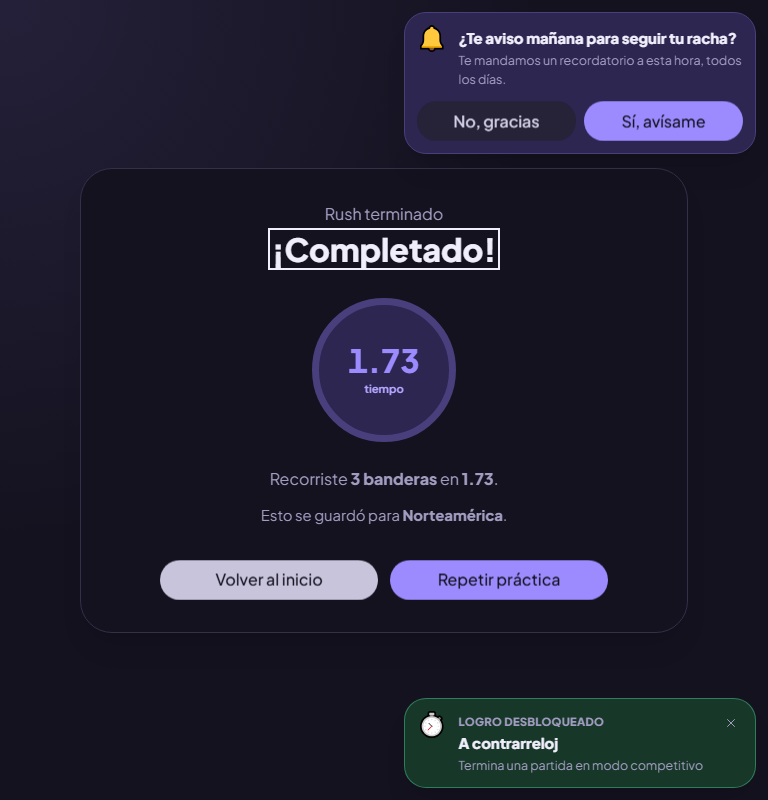 ¿Te aviso mañana para seguir tu racha?
Te mandamos un recordatorio a esta hora, todos
los días.
No, gracias
Sí, avísame
Rush terminado
¡Completado!
1.73
tiempo
Recorriste 3 banderas en 1.73.
Esto se guardó para Norteamérica.
Volver al inicio
Repetir práctica
LOGRO DESBLOQUEADO
A contrarreloj
Termina una partida en modo competitivo